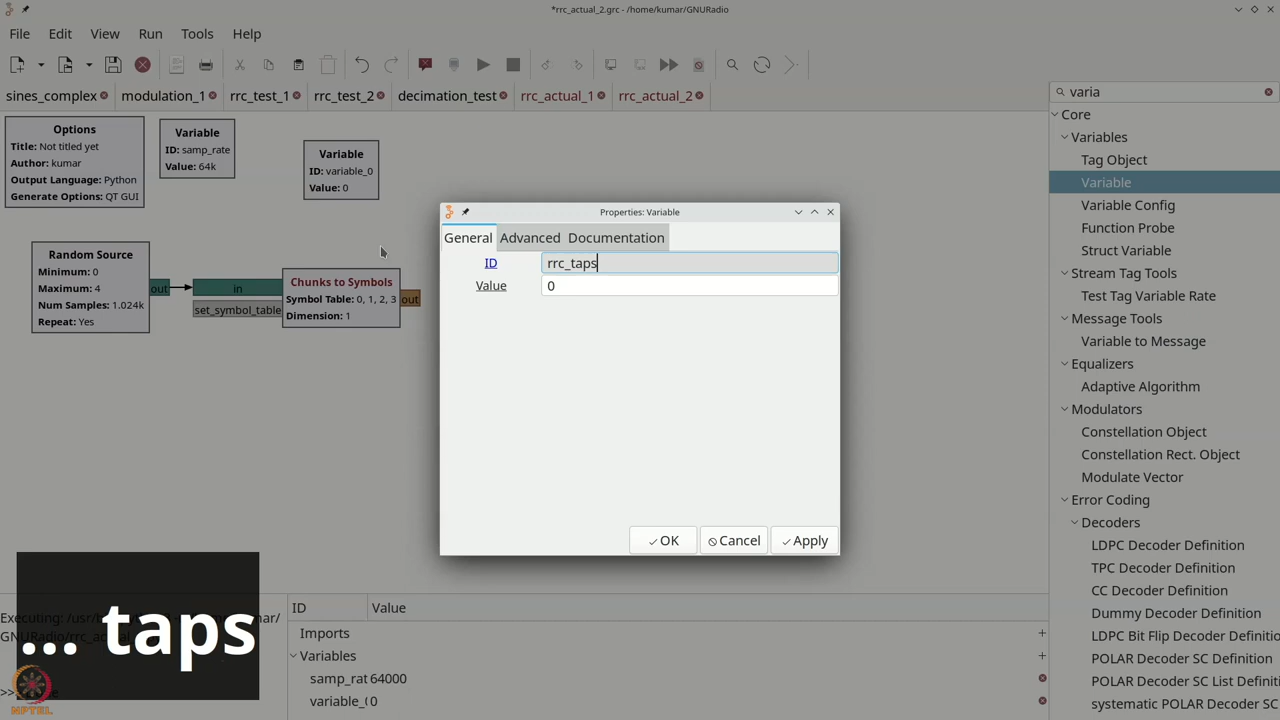 *rrc_actual_2.grc - /home/kumar/GNURadio
File Edit View Run Tools Help
sines_complex modulation_1 rrc_test_1 rrc_test_2 decimation_test rrc_actual_1 rrc_actual_2
varia
Options
Title: Not titled yet
Author: kumar
Output Language: Python
Generate Options: QT GUI
Variable
ID: samp_rate
Value: 64k
Variable
ID: variable_0
Value: 0
Random Source
Minimum: 0
Maximum: 4
Num Samples: 1.024k
Repeat: Yes
out
in
set_symbol_table
Chunks to Symbols
Symbol Table: 0, 1, 2, 3
Dimension: 1
out
Properties: Variable
General Advanced Documentation
ID rrc_taps
Value 0
OK Cancel Apply
Core
Variables
Tag Object
Variable
Variable Config
Function Probe
Struct Variable
Stream Tag Tools
Test Tag Variable Rate
Message Tools
Variable to Message
Equalizers
Adaptive Algorithm
Modulators
Constellation Object
Constellation Rect. Object
Modulate Vector
Error Coding
Decoders
LDPC Decoder Definition
TPC Decoder Definition
CC Decoder Definition
Dummy Decoder Definition
LDPC Bit Flip Decoder Definitio
POLAR Decoder SC Definition
POLAR Decoder SC List Definiti
systematic POLAR Decoder SC
Executing: /usr/b
kumar/
GNURadio/rrc_actual_
>>>
... taps
NPTEL
ID Value
Imports
Variables
samp_rat 64000
variable_( 0